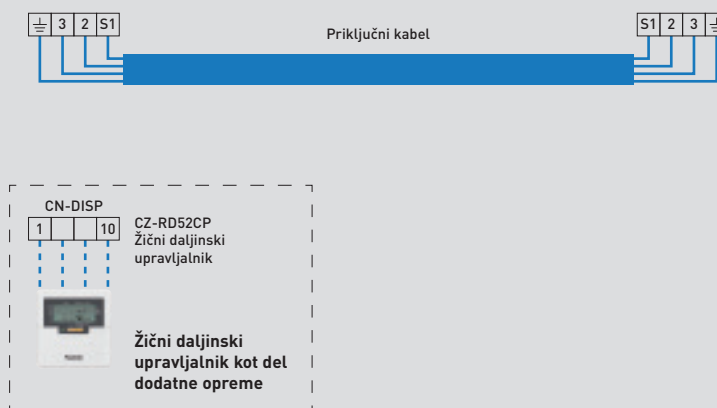 3 2 S1
Priključni kabel
S1 2 3
CN-DISP
1 10
CZ-RD52CP
Žični daljinski
upravljalnik
Žični daljinski
upravljalnik kot del
dodatne opreme